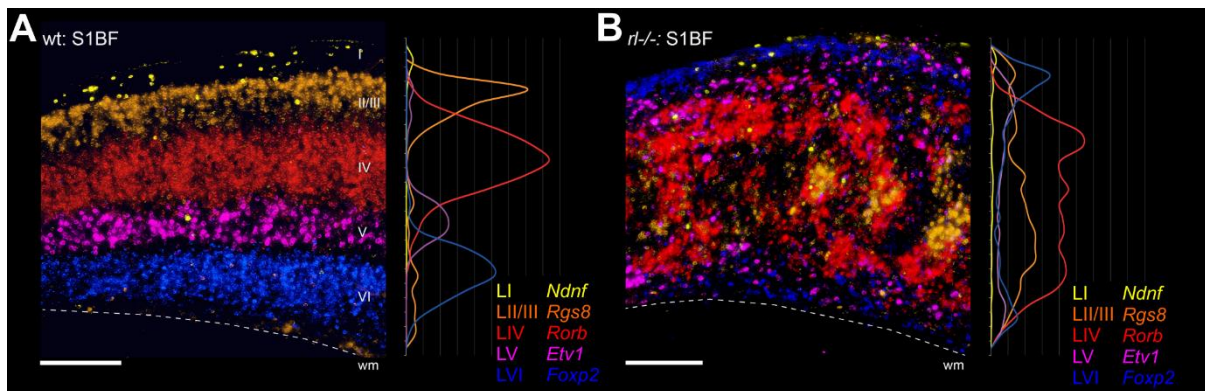 A
wt: S1BF
I
II/III
IV
V
VI
wm
LI Ndnf
LII/III Rgs8
LIV Rorb
LV Etv1
LVI Foxp2
B
rl-/-: S1BF
wm
LI Ndnf
LII/III Rgs8
LIV Rorb
LV Etv1
LVI Foxp2